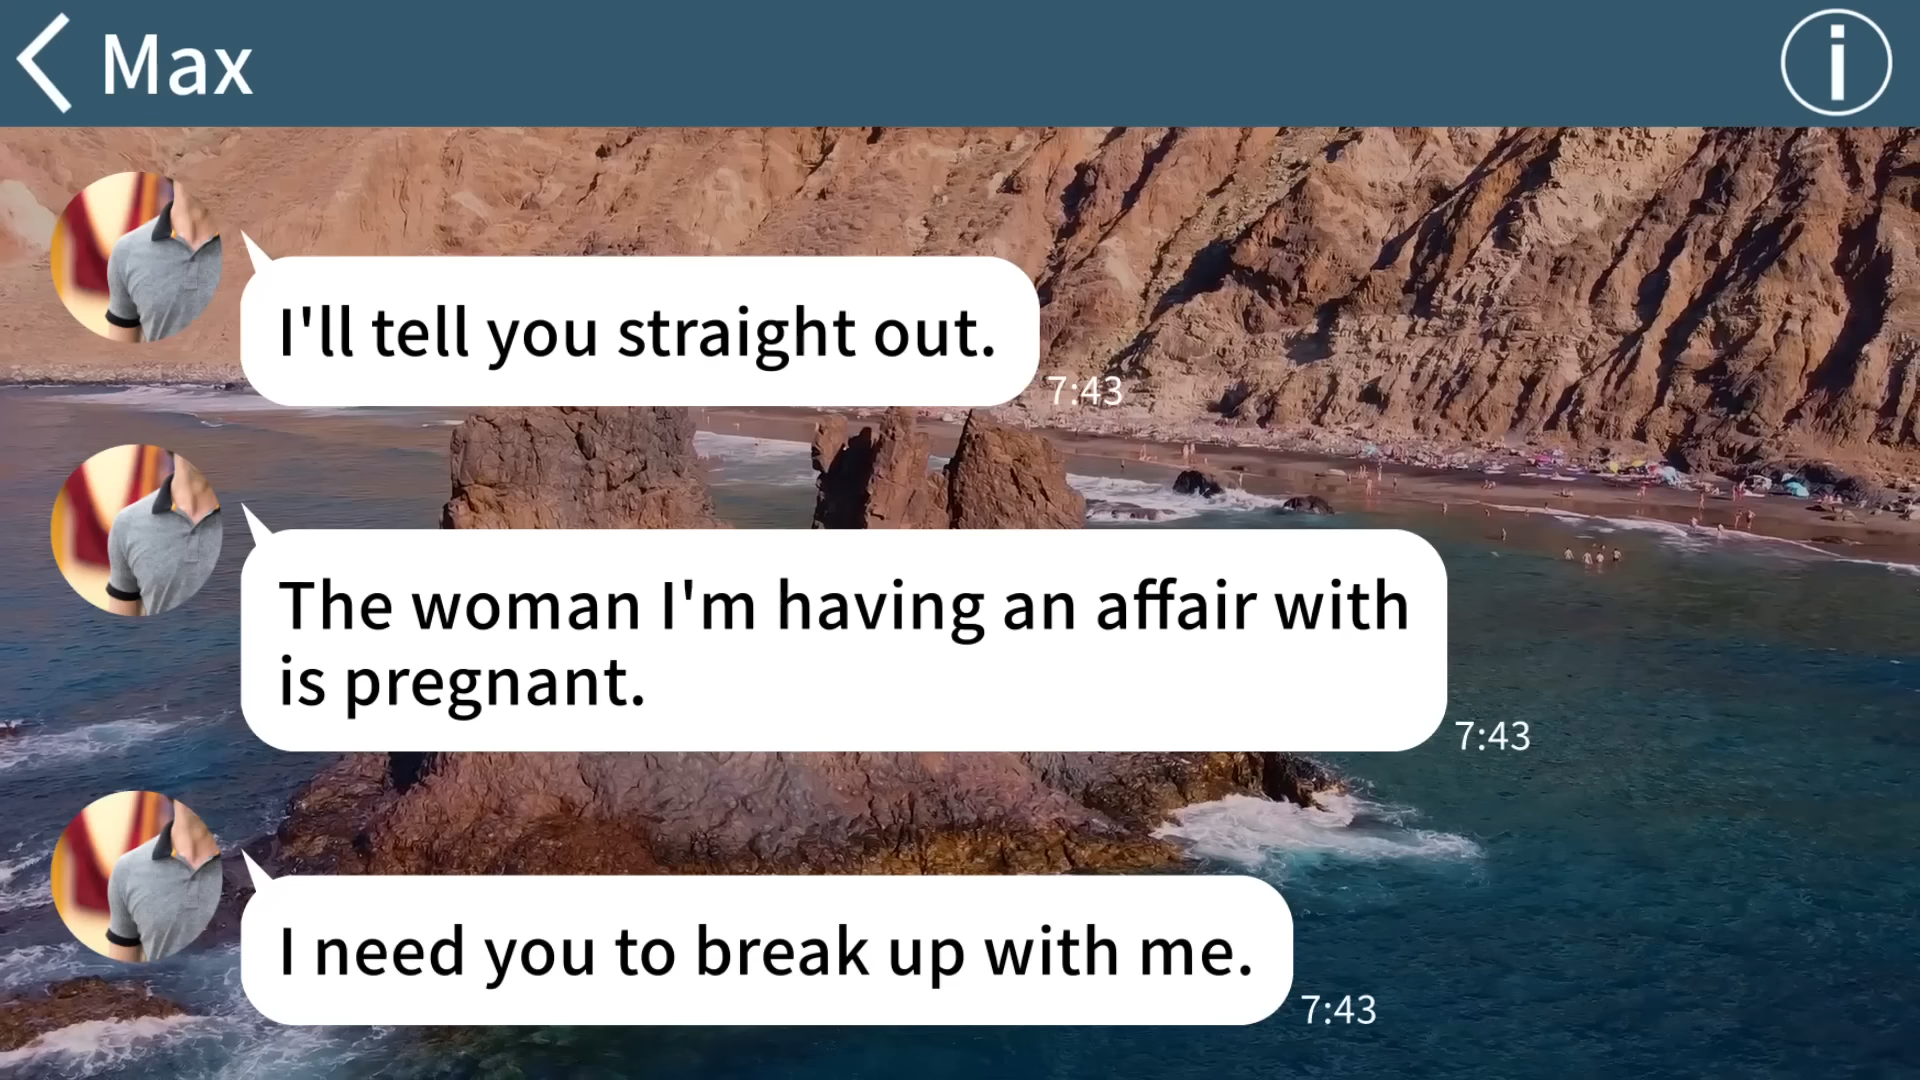 Max
I'll tell you straight out.
7:43
The woman I'm having an affair with
is pregnant.
7:43
I need you to break up with me.
7:43